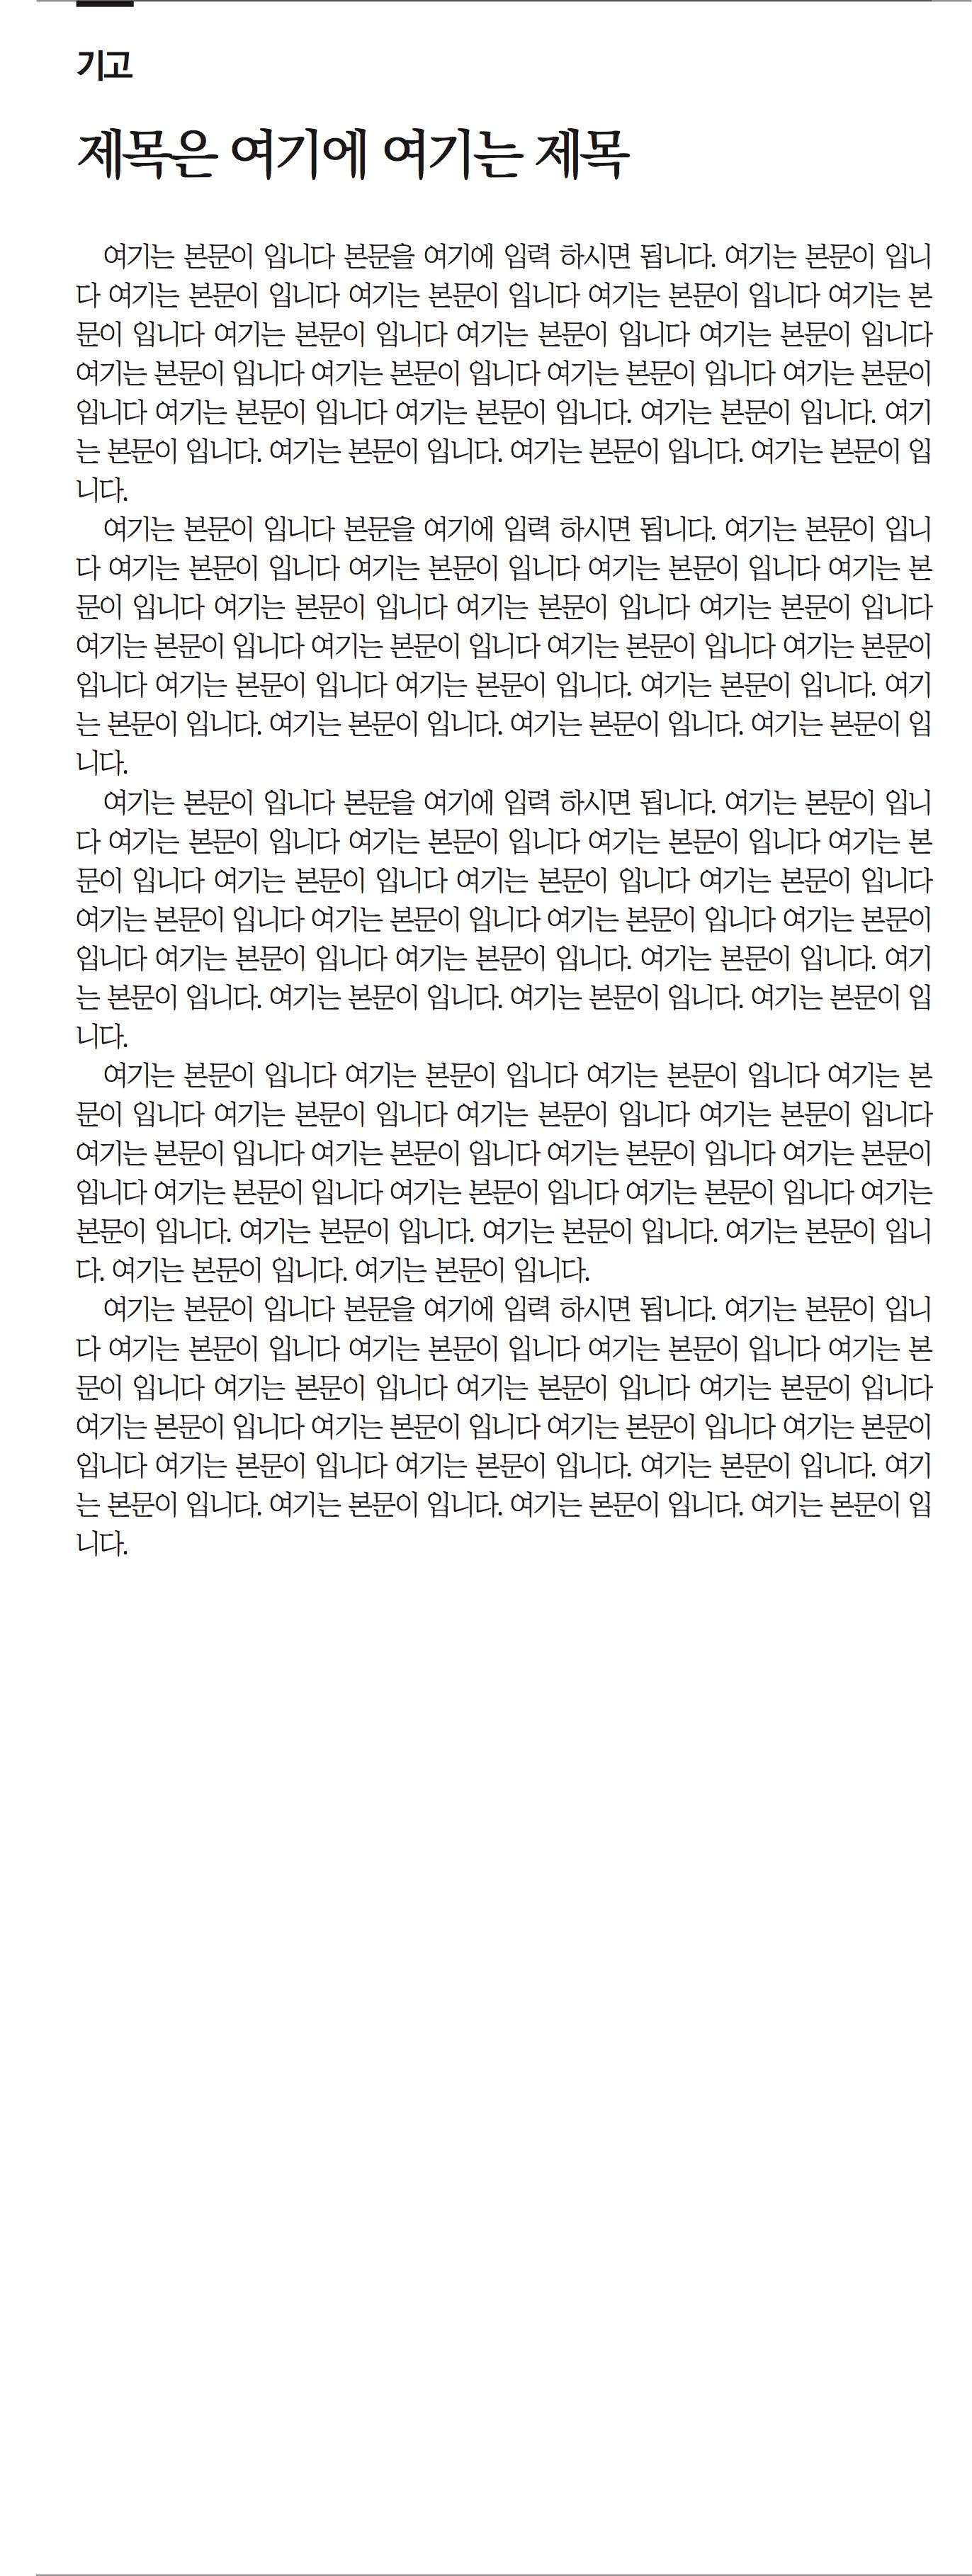 기고
제목은 여기에 여기는 제목
여기는 본문이 입니다 본문을 여기에 입력 하시면 됩니다. 여기는 본문이 입니
다 여기는 본문이 입니다 여기는 본문이 입니다 여기는 본문이 입니다 여기는 본
문이 입니다 여기는 본문이 입니다 여기는 본문이 입니다 여기는 본문이 입니다
여기는 본문이 입니다 여기는 본문이 입니다 여기는 본문이 입니다 여기는 본문이
입니다 여기는 본문이 입니다 여기는 본문이 입니다. 여기는 본문이 입니다. 여기
는 본문이 입니다. 여기는 본문이 입니다. 여기는 본문이 입니다. 여기는 본문이 입
니다.
여기는 본문이 입니다 본문을 여기에 입력 하시면 됩니다. 여기는 본문이 입니
다 여기는 본문이 입니다 여기는 본문이 입니다 여기는 본문이 입니다 여기는 본
문이 입니다 여기는 본문이 입니다 여기는 본문이 입니다 여기는 본문이 입니다
여기는 본문이 입니다 여기는 본문이 입니다 여기는 본문이 입니다 여기는 본문이
입니다 여기는 본문이 입니다 여기는 본문이 입니다. 여기는 본문이 입니다. 여기
는 본문이 입니다. 여기는 본문이 입니다. 여기는 본문이 입니다. 여기는 본문이 입
니다.
여기는 본문이 입니다 본문을 여기에 입력 하시면 됩니다. 여기는 본문이 입니
다 여기는 본문이 입니다 여기는 본문이 입니다 여기는 본문이 입니다 여기는 본
문이 입니다 여기는 본문이 입니다 여기는 본문이 입니다 여기는 본문이 입니다
여기는 본문이 입니다 여기는 본문이 입니다 여기는 본문이 입니다 여기는 본문이
입니다 여기는 본문이 입니다 여기는 본문이 입니다. 여기는 본문이 입니다. 여기
는 본문이 입니다. 여기는 본문이 입니다. 여기는 본문이 입니다. 여기는 본문이 입
니다.
여기는 본문이 입니다 여기는 본문이 입니다 여기는 본문이 입니다 여기는 본
문이 입니다 여기는 본문이 입니다 여기는 본문이 입니다 여기는 본문이 입니다
여기는 본문이 입니다 여기는 본문이 입니다 여기는 본문이 입니다 여기는 본문이
입니다 여기는 본문이 입니다 여기는 본문이 입니다 여기는 본문이 입니다 여기는
본문이 입니다. 여기는 본문이 입니다. 여기는 본문이 입니다. 여기는 본문이 입니
다. 여기는 본문이 입니다. 여기는 본문이 입니다.
여기는 본문이 입니다 본문을 여기에 입력 하시면 됩니다. 여기는 본문이 입니
다 여기는 본문이 입니다 여기는 본문이 입니다 여기는 본문이 입니다 여기는 본
문이 입니다 여기는 본문이 입니다 여기는 본문이 입니다 여기는 본문이 입니다
여기는 본문이 입니다 여기는 본문이 입니다 여기는 본문이 입니다 여기는 본문이
입니다 여기는 본문이 입니다 여기는 본문이 입니다. 여기는 본문이 입니다. 여기
는 본문이 입니다. 여기는 본문이 입니다. 여기는 본문이 입니다. 여기는 본문이 입
니다.